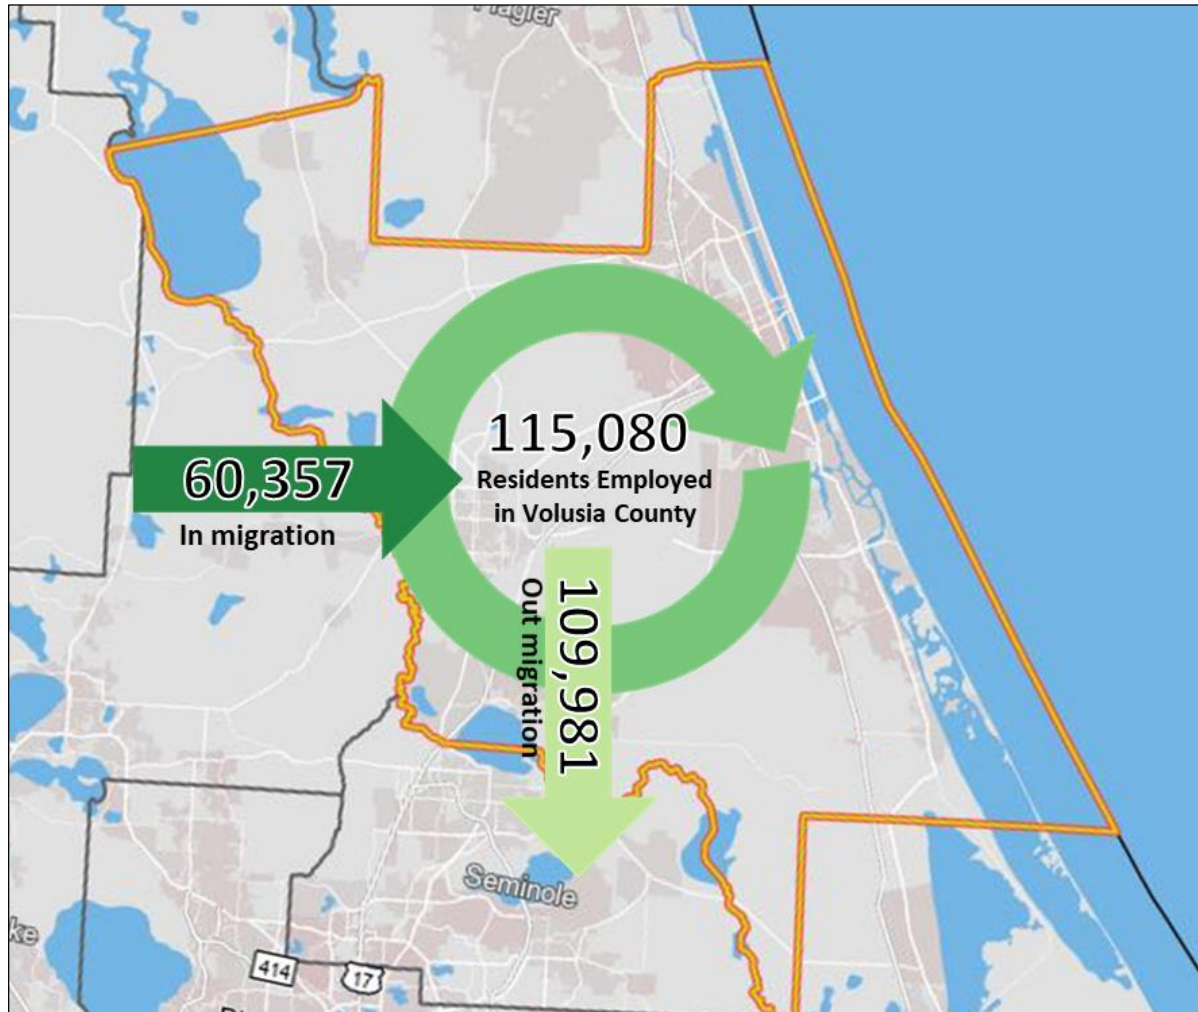 Flagler
115,080
Residents Employed
in Volusia County
60,357
In migration
109,981
Out migration
Seminole
ke
414
17